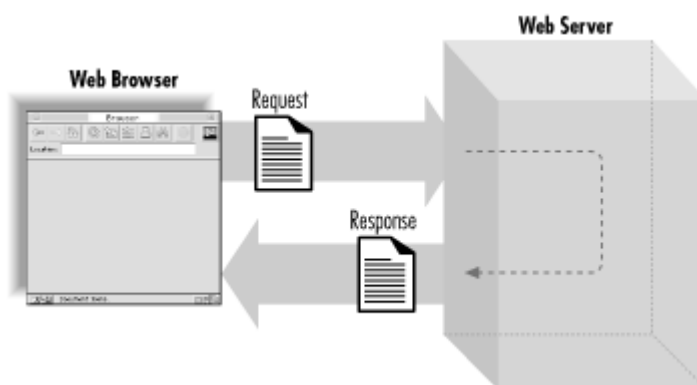 Web Server
Web Browser
Request
Browser
Location:
Response